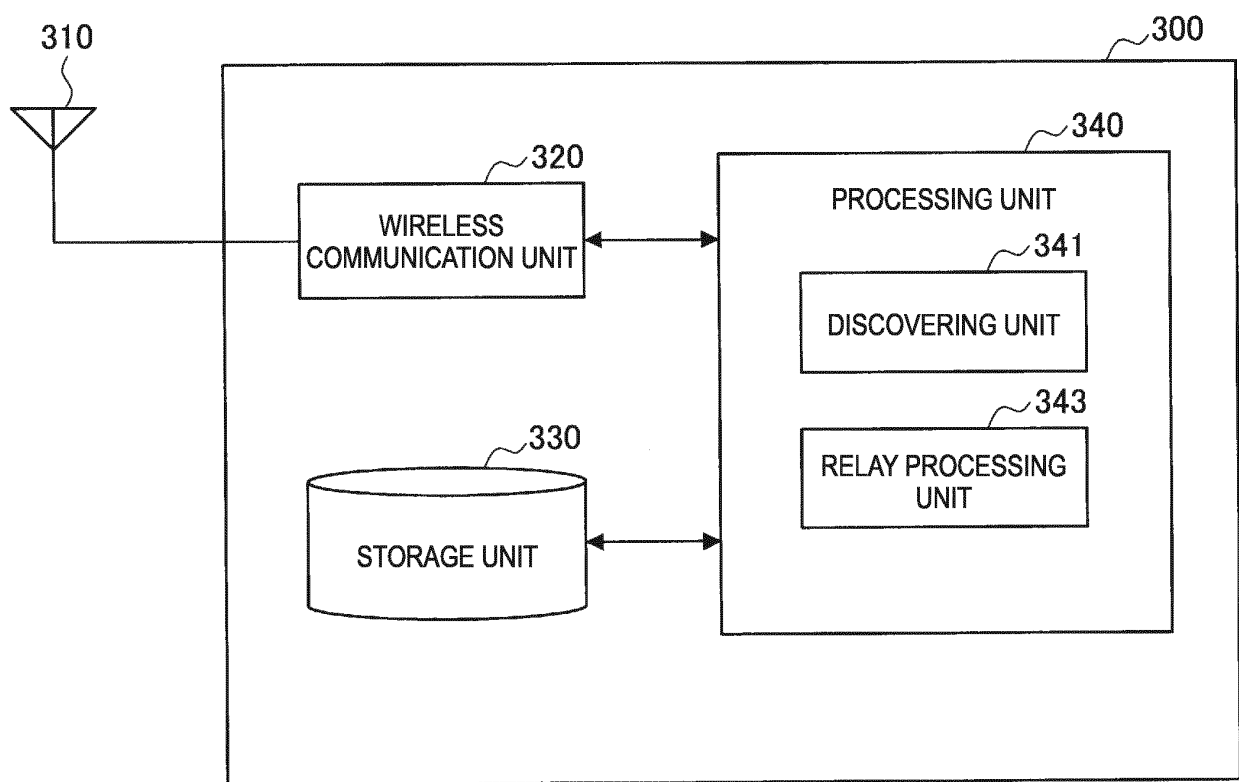 310
300
320
WIRELESS
COMMUNICATION UNIT
340
PROCESSING UNIT
341
DISCOVERING UNIT
343
RELAY PROCESSING
UNIT
330
STORAGE UNIT